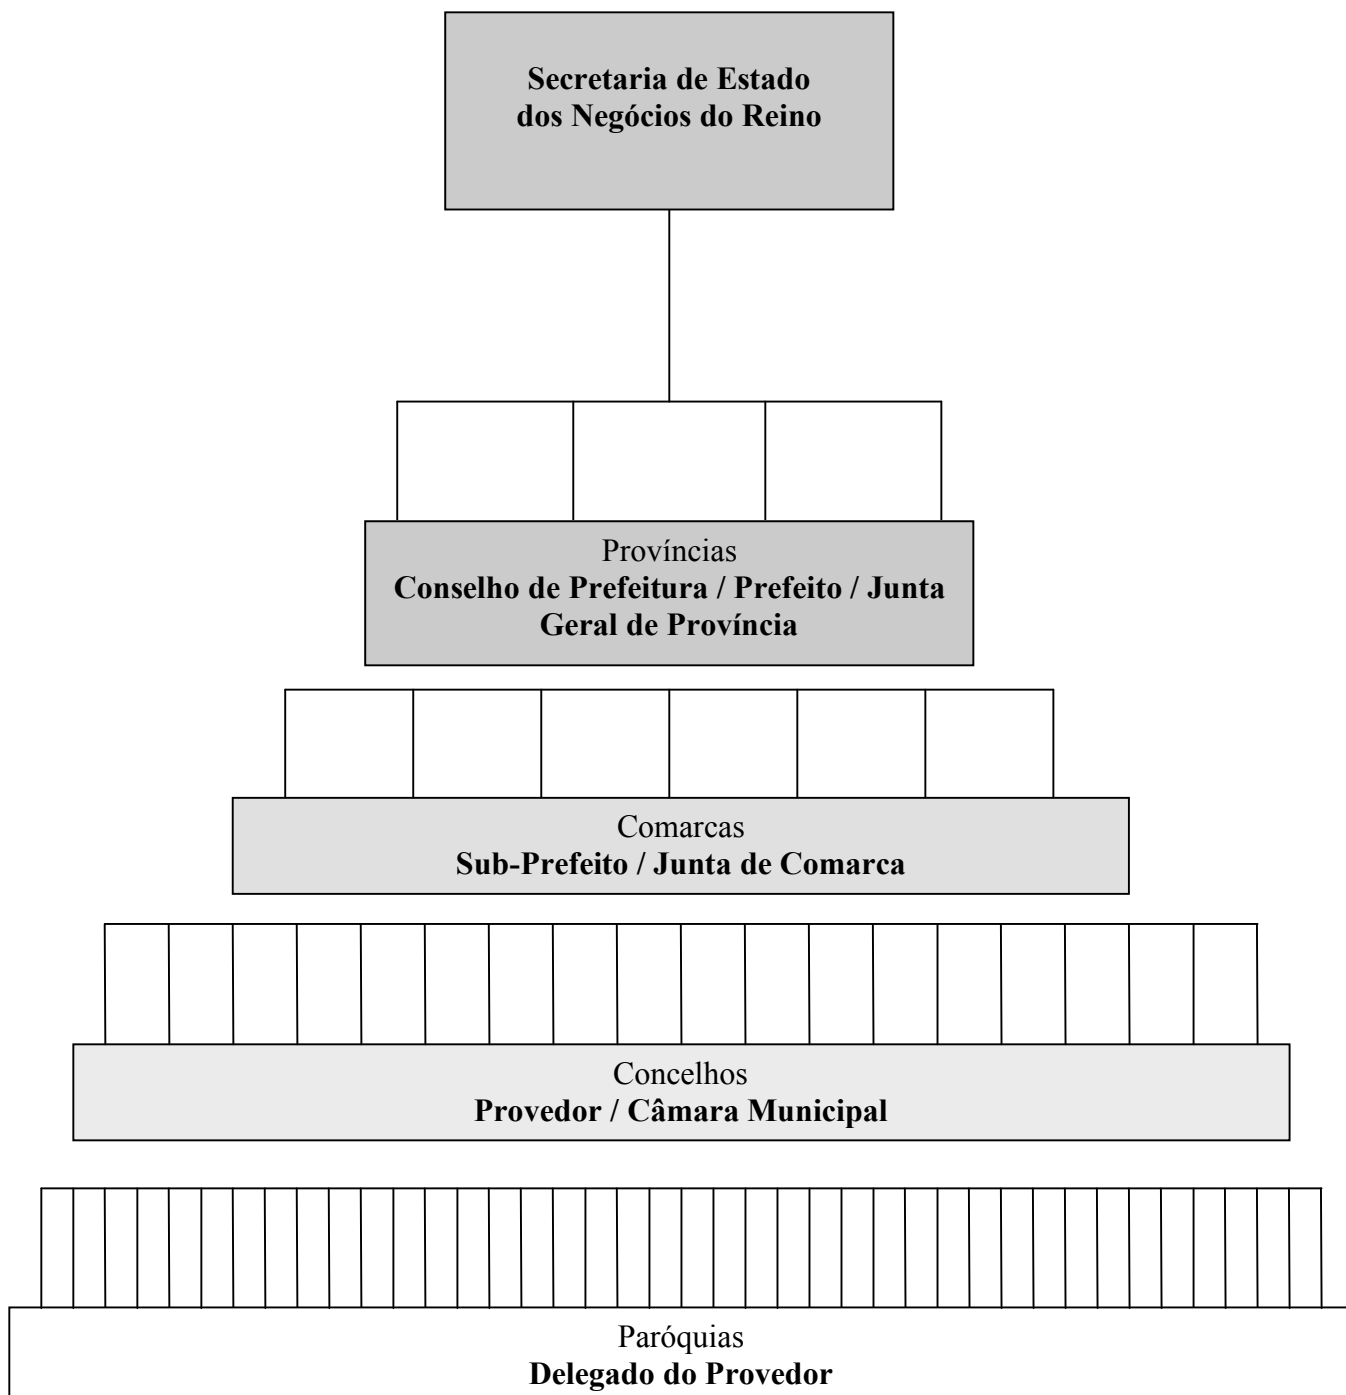 Secretaria de Estado
dos Negócios do Reino
Províncias
Conselho de Prefeitura / Prefeito / Junta
Geral de Província
Comarcas
Sub-Prefeito / Junta de Comarca
Concelhos
Provedor / Câmara Municipal
Paróquias
Delegado do Provedor